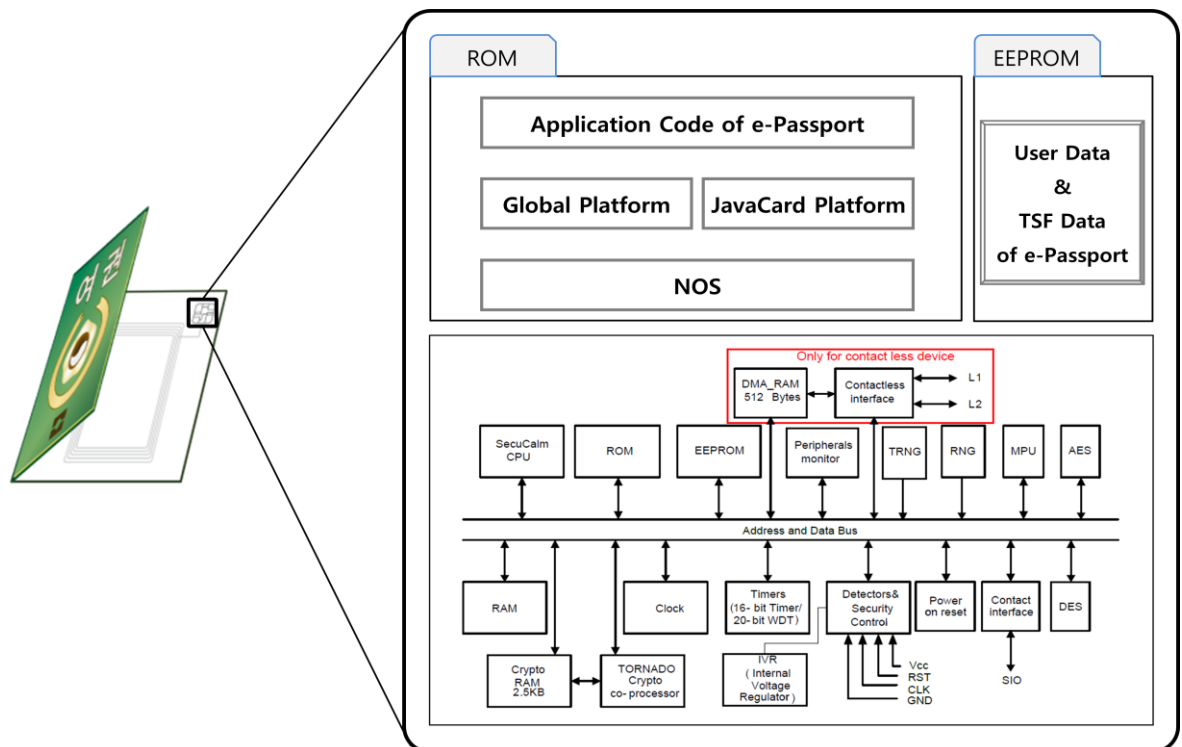 ROM
EEPROM
Application Code of e-Passport
Global Platform
JavaCard Platform
NOS
User Data
&
TSF Data
of e-Passport
Only for contact less device
DMA_RAM
512 Bytes
Contactless
interface
L1
L2
SecuCalm
CPU
ROM
EEPROM
Peripherals
monitor
TRNG
RNG
MPU
AES
Address and Data Bus
RAM
Clock
Timers
(16- bit Timer/
20-bit WDT)
Detectors&
Security
Control
Power
on reset
Contact
interface
DES
Crypto
RAM
2.5KB
TORNADO
Crypto
co-processor
IVR
( Internal
Voltage
Regulator )
Vcc
RST
CLK
GND
SIO